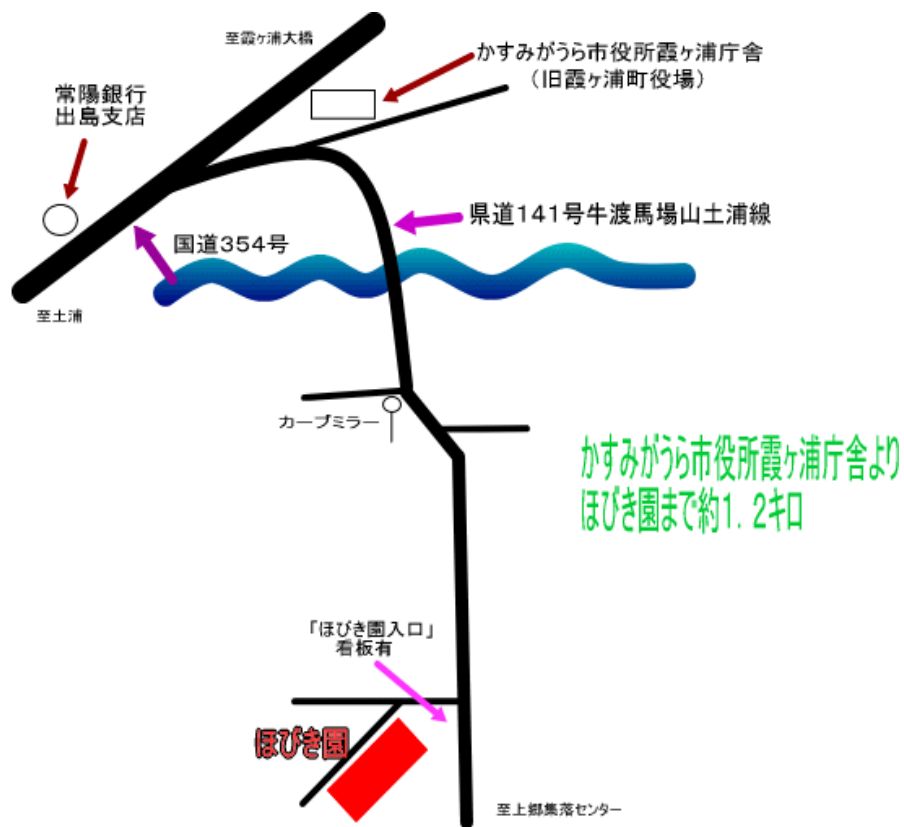 至霞ヶ浦大橋
かすみがうら市役所霞ヶ浦庁舎
（旧霞ヶ浦町役場）
常陽銀行
出島支店
県道141号牛渡馬場山土浦線
国道354号
至土浦
カーブミラー
かすみがうら市役所霞ヶ浦庁舎より
ほびき園まで約1．2キロ
「ほびき園入口」
看板有
ほびき園
至上郷集落センター